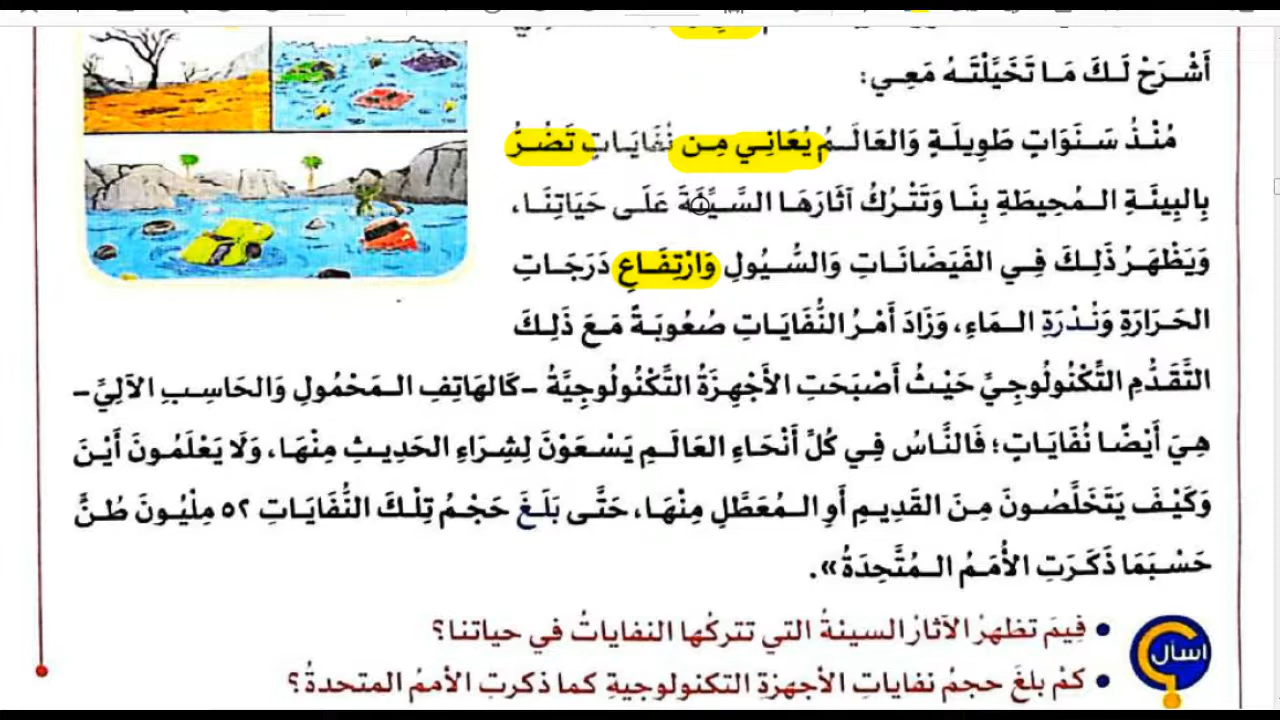 أَشْرَحْ لَكَ مَا تَخَيَّلْتَهُ مَعِي:
مُنْذُ سَنَوَاتٍ طَوِيلَةٍ وَالعَالَمُ يُعَانِي مِن نُفَايَاتٍ تَضُرُّ
بِالبِيئَةِ المُحِيطَةِ بِنَا وَتَتْرُكُ آثَارَهَا السَّيِّئَةَ عَلَى حَيَاتِنَا،
وَيَظْهَرُ ذَلِكَ فِي الفَيَضَانَاتِ وَالسُّيُولِ وَارْتِفَاعِ دَرَجَاتِ
الحَرَارَةِ وَنُدْرَةِ المَاءِ، وَزَادَ أَمْرُ النُّفَايَاتِ صُعُوبَةً مَعَ ذَلِكَ
التَّقَدُّمِ التِّكْنُولُوجِيِّ حَيْثُ أَصْبَحَتِ الأَجْهِزَةُ التِّكْنُولُوجِيَّةُ -كَالهَاتِفِ المَحْمُولِ وَالحَاسِبِ الآلِيِّ-
هِيَ أَيْضًا نُفَايَاتٍ؛ فَالنَّاسُ فِي كُلِّ أَنْحَاءِ العَالَمِ يَسْعَوْنَ لِشِرَاءِ الحَدِيثِ مِنْهَا، وَلَا يَعْلَمُونَ أَيْنَ
وَكَيْفَ يَتَخَلَّصُونَ مِنَ القَدِيمِ أَوِ المُعَطَّلِ مِنْهَا، حَتَّى بَلَغَ حَجْمُ تِلْكَ النُّفَايَاتِ ٥٢ مِلْيُونَ طُنٍّ
حَسْبَمَا ذَكَرَتِ الأُمَمُ المُتَّحِدَةُ».
اسأل
• فِيمَ تظهرُ الآثارُ السيئةُ التي تتركُها النفاياتُ في حياتنا؟
• كمْ بلغَ حجمُ نفاياتِ الأجهزةِ التكنولوجيةِ كما ذكرتِ الأممُ المتحدةُ؟